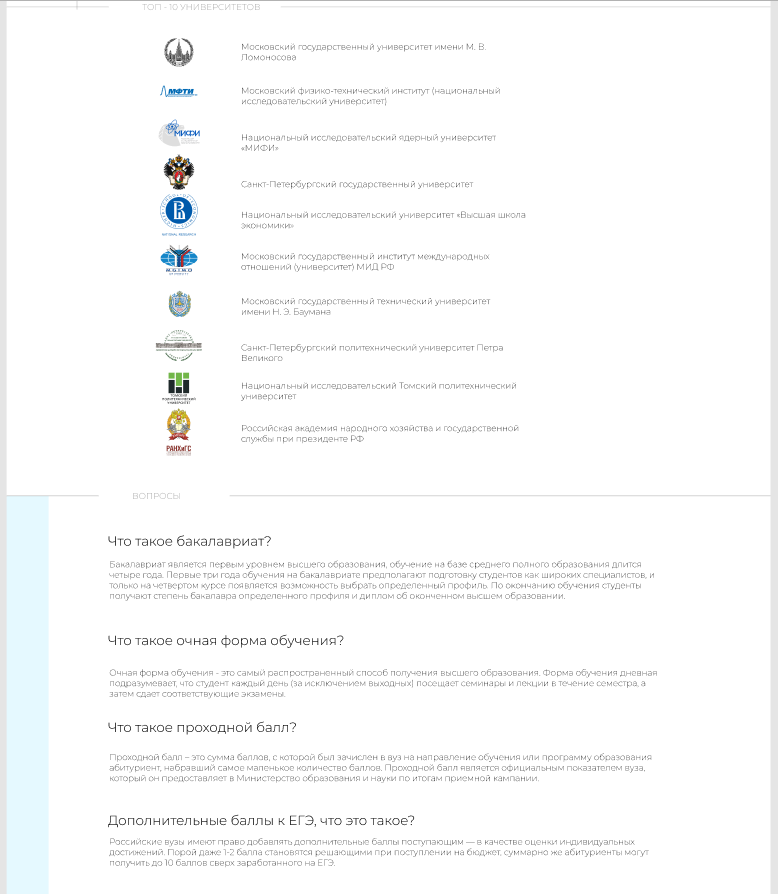 ТОП - 10 УНИВЕРСИТЕТОВ
Московский государственный университет имени М. В.
Ломоносова
МФТИ
Московский физико-технический институт (национальный
исследовательский университет)
МИФИ
Национальный исследовательский ядерный университет
«МИФИ»
Санкт-Петербургский государственный университет
Национальный исследовательский университет «Высшая школа
экономики»
NATIONAL RESEARCH
Московский государственный институт международных
отношений (университет) МИД РФ
MGIMO
Московский государственный технический университет
имени Н. Э. Баумана
Санкт-Петербургский политехнический университет Петра
Великого
Национальный исследовательский Томский политехнический
университет
ТОМСКИЙ
ПОЛИТЕХНИЧЕСКИЙ
УНИВЕРСИТЕТ
Российская академия народного хозяйства и государственной
службы при президенте РФ
РАНХиГС
ВОПРОСЫ
Что такое бакалавриат?
Бакалавриат является первым уровнем высшего образования, обучение на базе среднего полного образования длится
четыре года. Первые три года обучения на бакалавриате предполагают подготовку студентов как широких специалистов, и
только на четвертом курсе появляется возможность выбрать определенный профиль. По окончанию обучения студенты
получают степень бакалавра определенного профиля и диплом об оконченном высшем образовании.
Что такое очная форма обучения?
Очная форма обучения - это самый распространенный способ получения высшего образования. Форма обучения дневная
подразумевает, что студент каждый день (за исключением выходных) посещает семинары и лекции в течение семестра, а
затем сдает соответствующие экзамены.
Что такое проходной балл?
Проходной балл – это сумма баллов, с которой был зачислен в вуз на направление обучения или программу образования
абитуриент, набравший самое маленькое количество баллов. Проходной балл является официальным показателем вуза,
который он предоставляет в Министерство образования и науки по итогам приемной кампании.
Дополнительные баллы к ЕГЭ, что это такое?
Российские вузы имеют право добавлять дополнительные баллы поступающим — в качестве оценки индивидуальных
достижений. Порой даже 1-2 балла становятся решающими при поступлении на бюджет, суммарно же абитуриенты могут
получить до 10 баллов сверх заработанного на ЕГЭ.